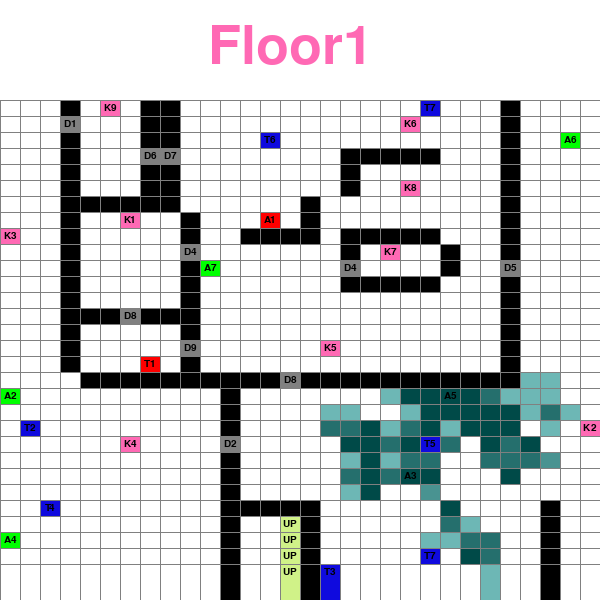 Floor1
K9 T7
D1 K6
T6 A6
D6 D7
K8
K1 A1
K3
D4 K7
A7 D4 D5
D8
D9 K5
T1
D8
A2 A5
T2 K2
K4 D2 T5
A3
T4
UP
A4 UP
UP T7
UP T3